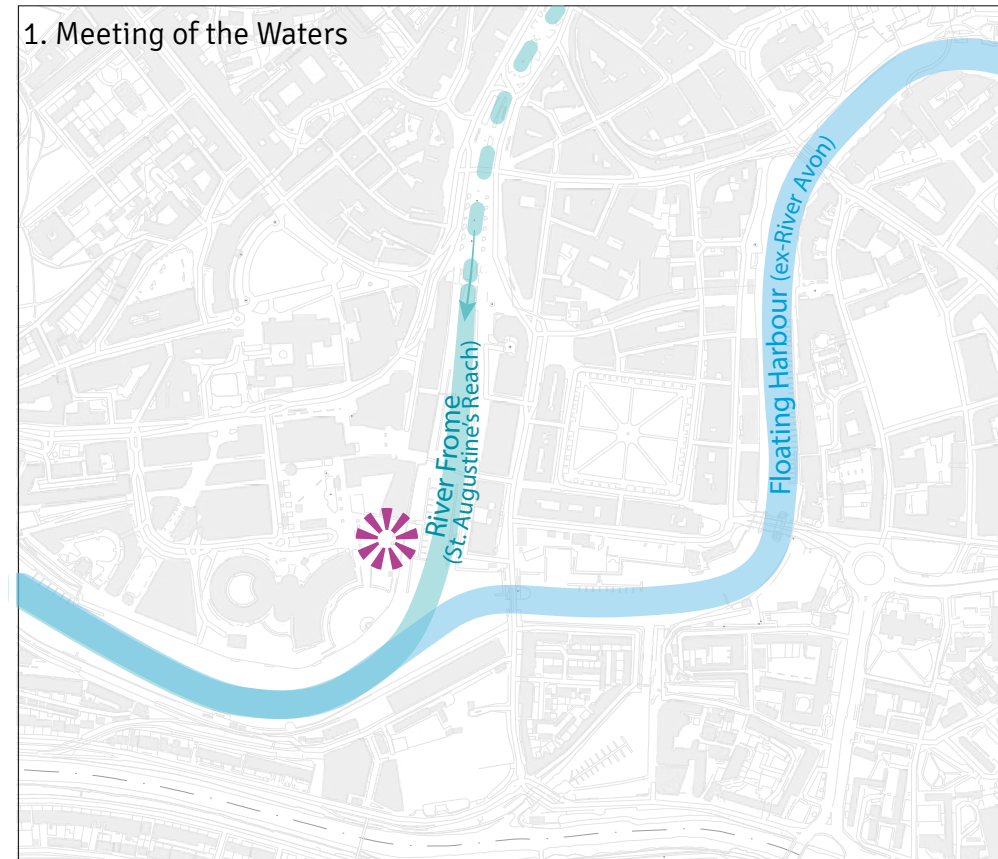 1. Meeting of the Waters
River Frome
(St. Augustine's Reach)
Floating Harbour (ex-River Avon)